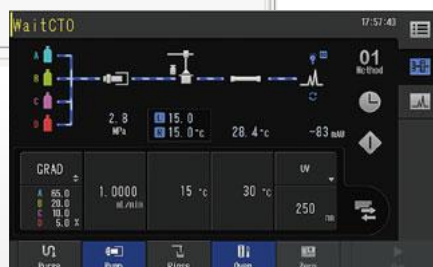 WaitCTO 17:57:43
A
B
C
D
01
Method
2.8
MPa
L 15.0
R 15.0 °c
28.4 °c
-83 mAU
GRAD
A 65.0
B 20.0
C 10.0
D 5.0 %
1.0000
mL/min
15 °c
30 °c
UV
250
nm
Purge
Pump
Rinse
Oven
Zero